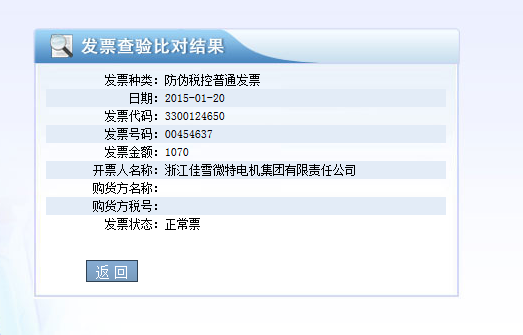 发票查验比对结果
发票种类：防伪税控普通发票
日期：2015-01-20
发票代码：3300124650
发票号码：00454637
发票金额：1070
开票人名称：浙江佳雪微特电机集团有限责任公司
购货方名称：
购货方税号：
发票状态：正常票
返 回